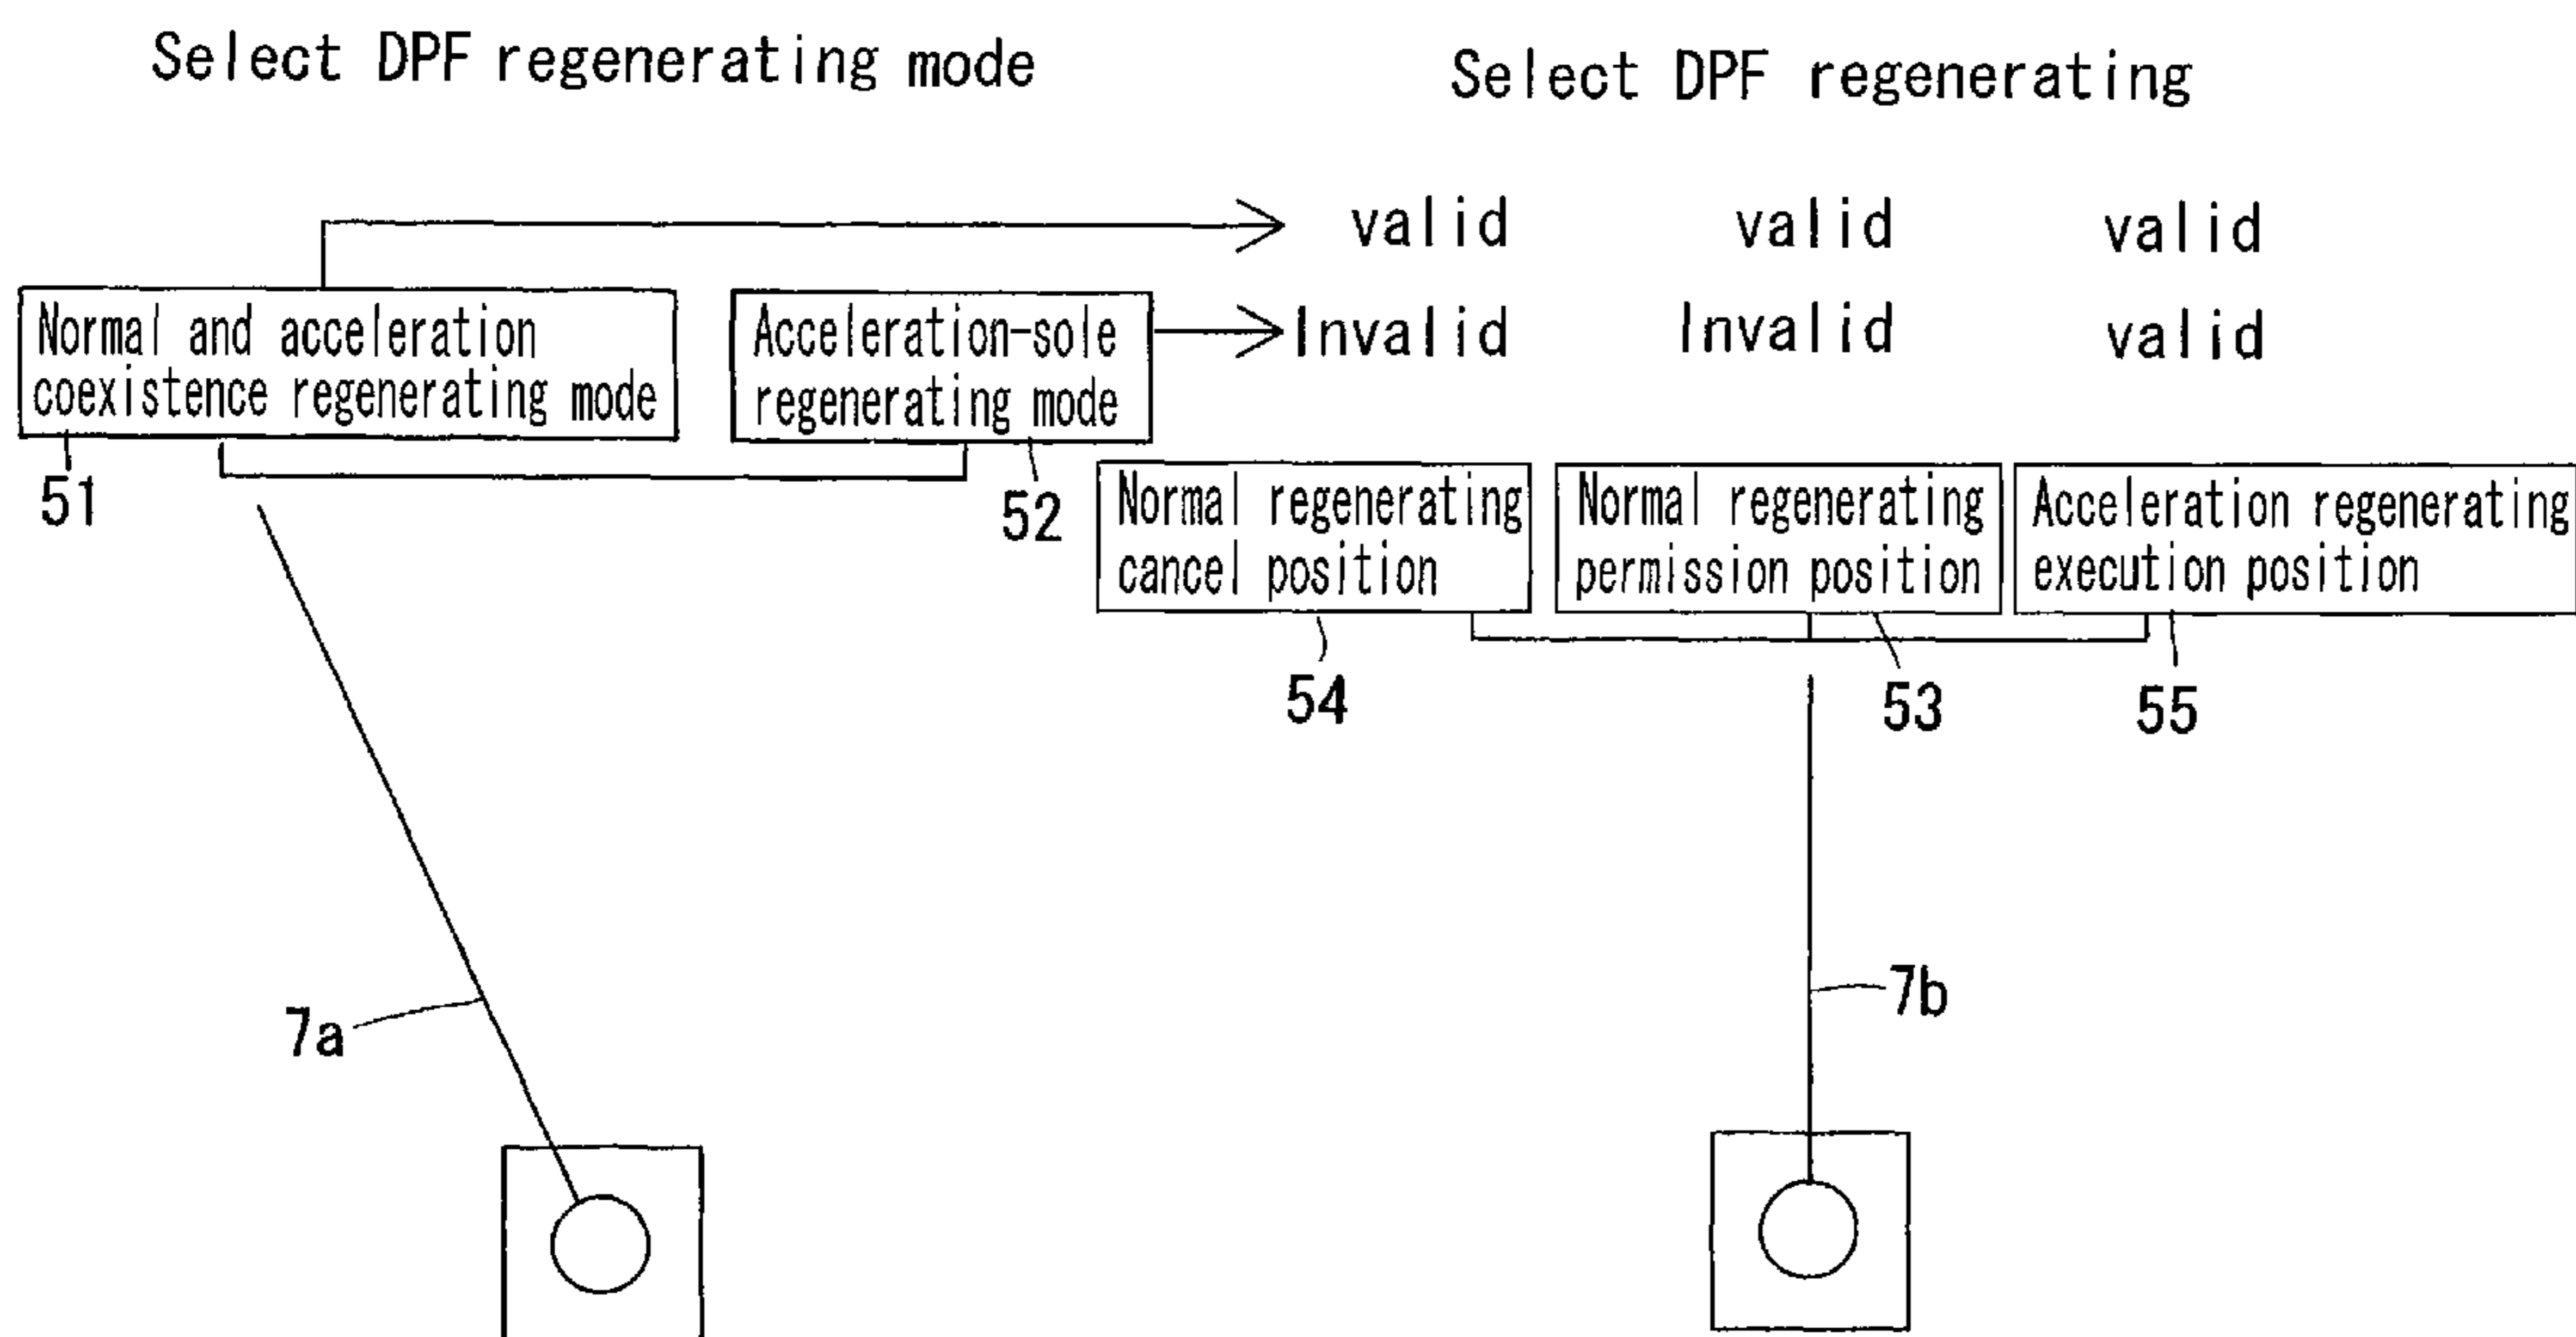 Select DPF regenerating mode
Select DPF regenerating
valid valid valid
Normal and acceleration
coexistence regenerating mode
51
Acceleration-sole
regenerating mode
52
Invalid Invalid valid
Normal regenerating
cancel position
54
Normal regenerating
permission position
53
Acceleration regenerating
execution position
55
7a
7b